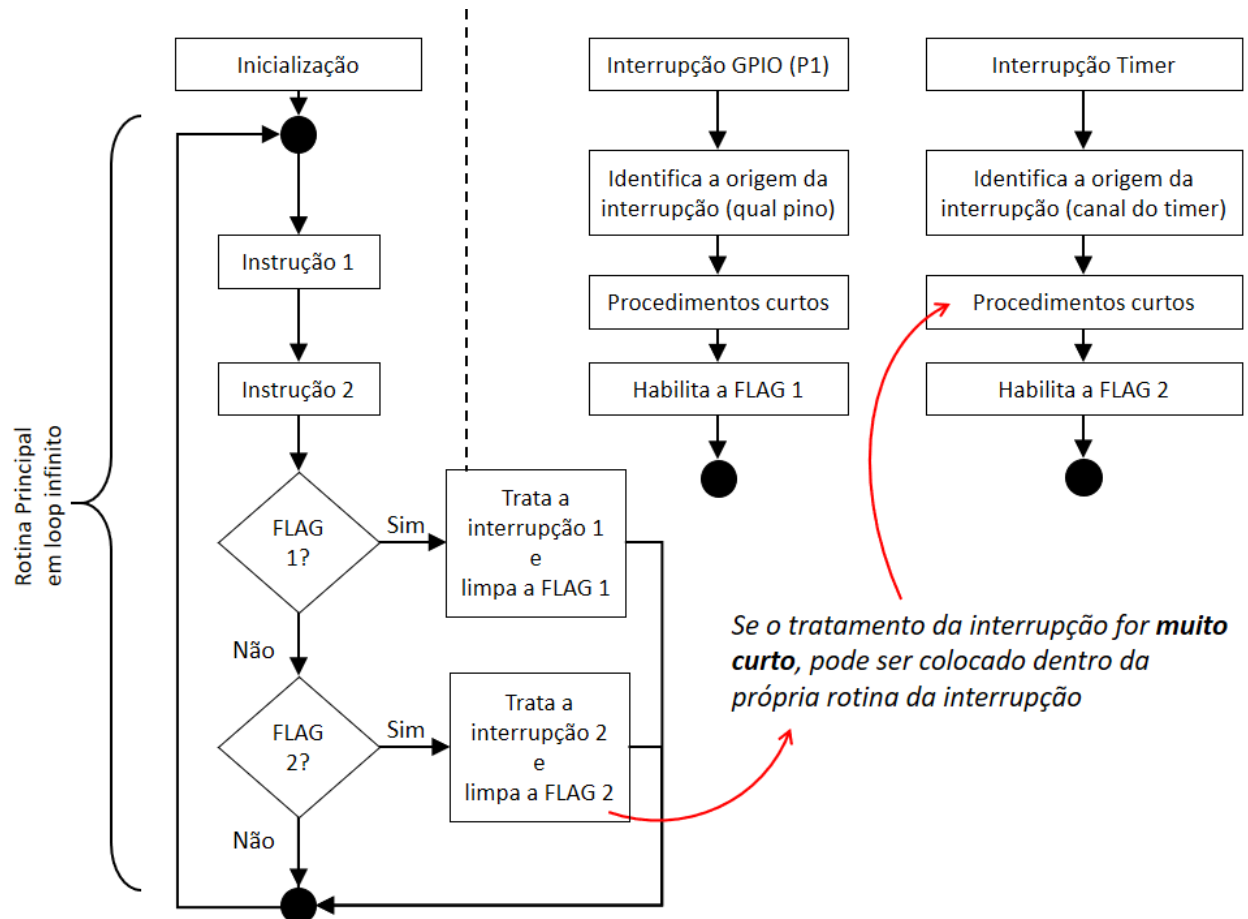 Inicialização
Instrução 1
Instrução 2
FLAG
1?
Sim
Trata a
interrupção 1
e
limpa a FLAG 1
Não
FLAG
2?
Sim
Trata a
interrupção 2
e
limpa a FLAG 2
Não
Rotina Principal
em loop infinito
Interrupção GPIO (P1)
Identifica a origem da
interrupção (qual pino)
Procedimentos curtos
Habilita a FLAG 1
Interrupção Timer
Identifica a origem da
interrupção (canal do timer)
Procedimentos curtos
Habilita a FLAG 2
Se o tratamento da interrupção for muito
curto, pode ser colocado dentro da
própria rotina da interrupção